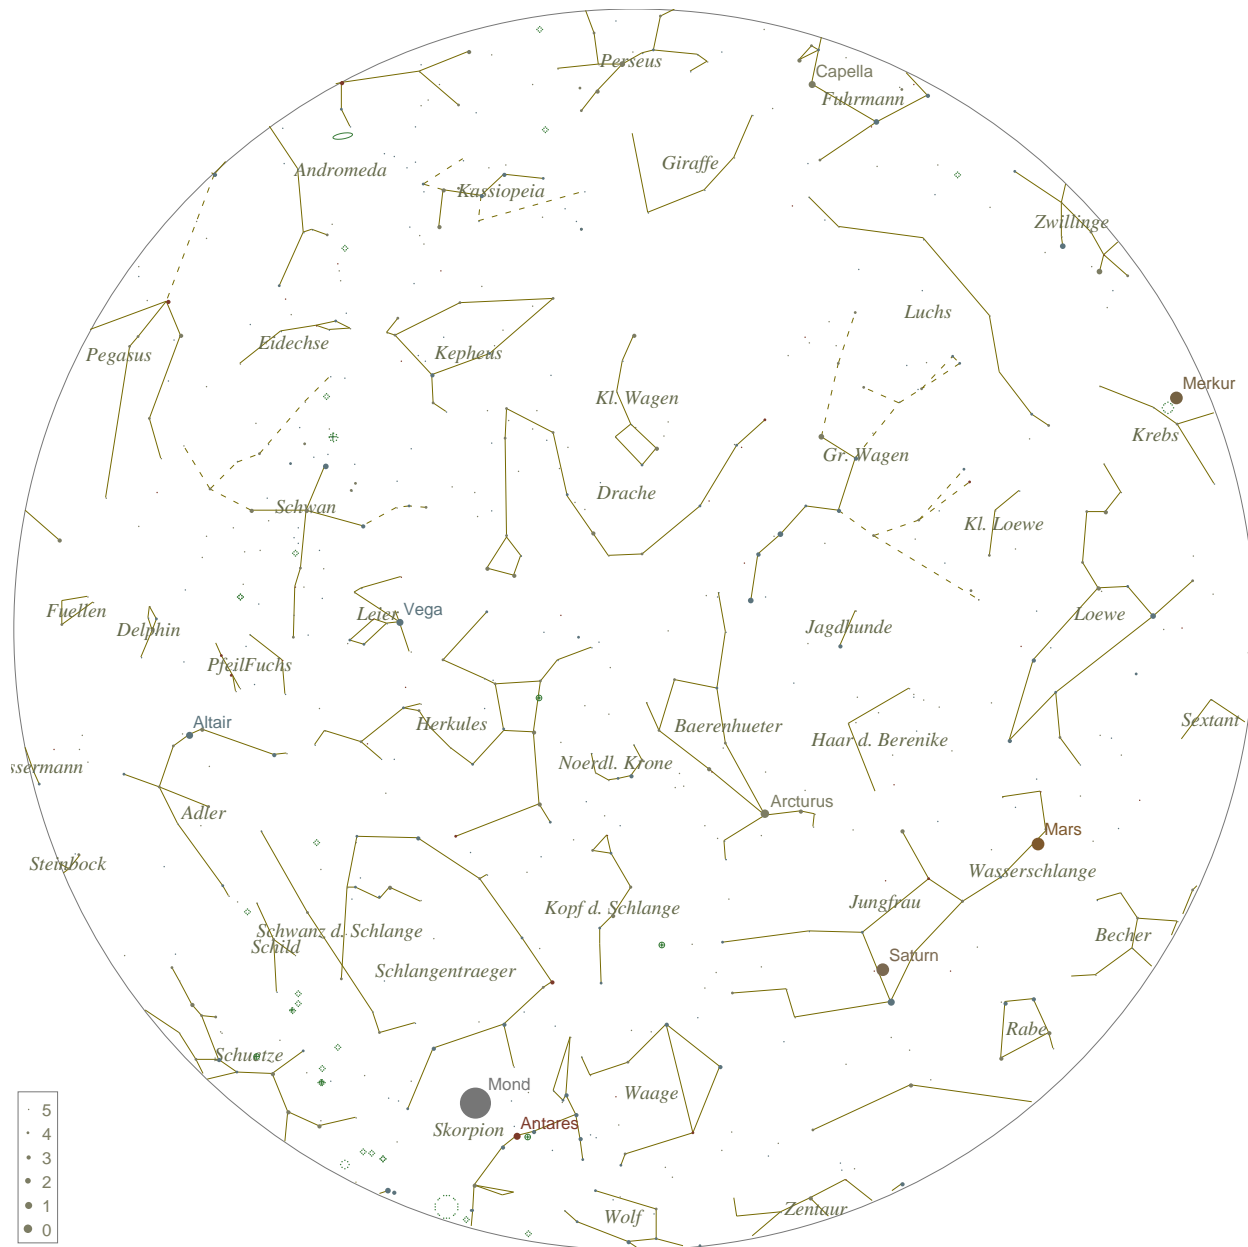 Perseus
Capella
Fuhrmann
Andromeda
Kassiopeia
Giraffe
Zwillinge
Luchs
Pegasus
Eidechse
Kepheus
Kl. Wagen
Merkur
Krebs
Gr. Wagen
Drache
Schwan
Kl. Loewe
Fuellen
Delphin
Leier
Vega
Jagdhunde
Loewe
PfeilFuchs
Altair
Herkules
Baerenhueter
Haar d. Berenike
Sextant
ssermann
Noerdl. Krone
Adler
Arcturus
Mars
Steinbock
Wasserschlange
Kopf d. Schlange
Jungfrau
Schwanz d. Schlange
Schild
Becher
Schlangentraeger
Saturn
Rabe
Schuetze
Mond
Waage
Skorpion
Antares
Wolf
Zentaur
5
4
3
2
1
0